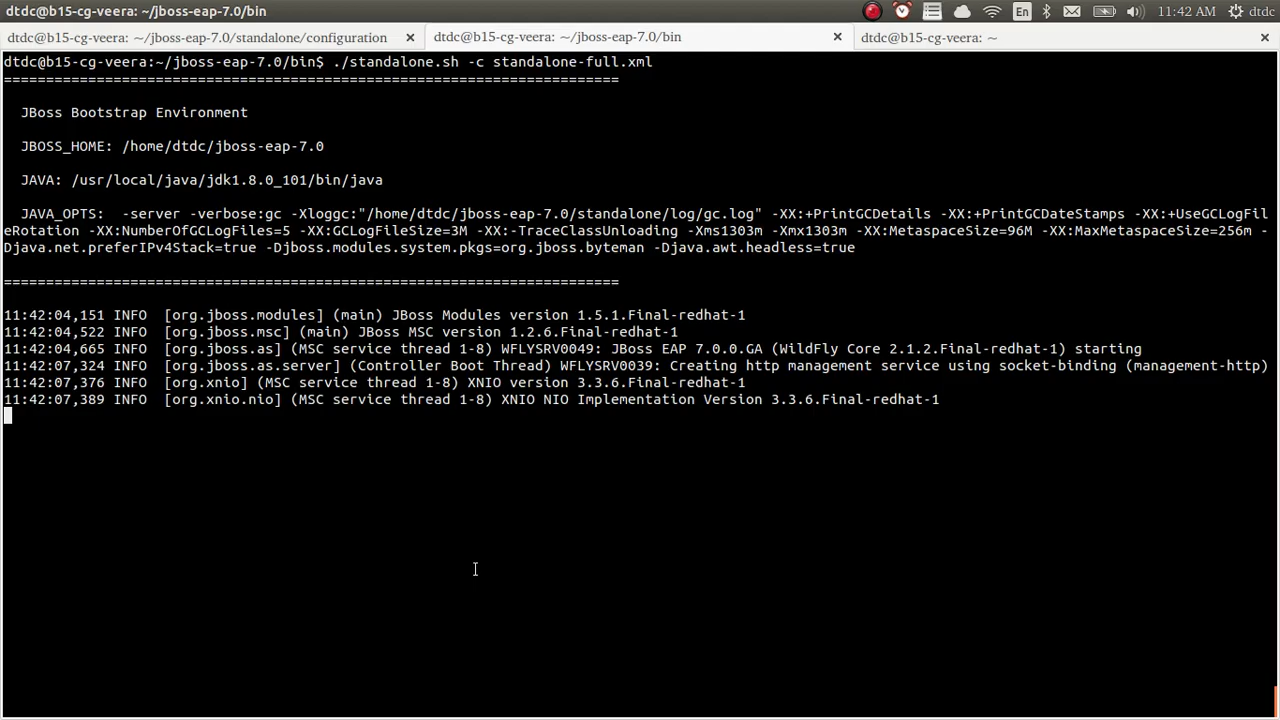 dtdc@b15-cg-veera: ~/jboss-eap-7.0/bin
En
11:42 AM
dtdc
dtdc@b15-cg-veera: ~/jboss-eap-7.0/standalone/configuration
dtdc@b15-cg-veera: ~/jboss-eap-7.0/bin
dtdc@b15-cg-veera: ~
dtdc@b15-cg-veera:~/jboss-eap-7.0/bin$ ./standalone.sh -c standalone-full.xml
=========================================================================
JBoss Bootstrap Environment
JBOSS_HOME: /home/dtdc/jboss-eap-7.0
JAVA: /usr/local/java/jdk1.8.0_101/bin/java
JAVA_OPTS:  -server -verbose:gc -Xloggc:"/home/dtdc/jboss-eap-7.0/standalone/log/gc.log" -XX:+PrintGCDetails -XX:+PrintGCDateStamps -XX:+UseGCLogFil
eRotation -XX:NumberOfGCLogFiles=5 -XX:GCLogFileSize=3M -XX:-TraceClassUnloading -Xms1303m -Xmx1303m -XX:MetaspaceSize=96M -XX:MaxMetaspaceSize=256m -
Djava.net.preferIPv4Stack=true -Djboss.modules.system.pkgs=org.jboss.byteman -Djava.awt.headless=true
=========================================================================
11:42:04,151 INFO  [org.jboss.modules] (main) JBoss Modules version 1.5.1.Final-redhat-1
11:42:04,522 INFO  [org.jboss.msc] (main) JBoss MSC version 1.2.6.Final-redhat-1
11:42:04,665 INFO  [org.jboss.as] (MSC service thread 1-8) WFLYSRV0049: JBoss EAP 7.0.0.GA (WildFly Core 2.1.2.Final-redhat-1) starting
11:42:07,324 INFO  [org.jboss.as.server] (Controller Boot Thread) WFLYSRV0039: Creating http management service using socket-binding (management-http)
11:42:07,376 INFO  [org.xnio] (MSC service thread 1-8) XNIO version 3.3.6.Final-redhat-1
11:42:07,389 INFO  [org.xnio.nio] (MSC service thread 1-8) XNIO NIO Implementation Version 3.3.6.Final-redhat-1